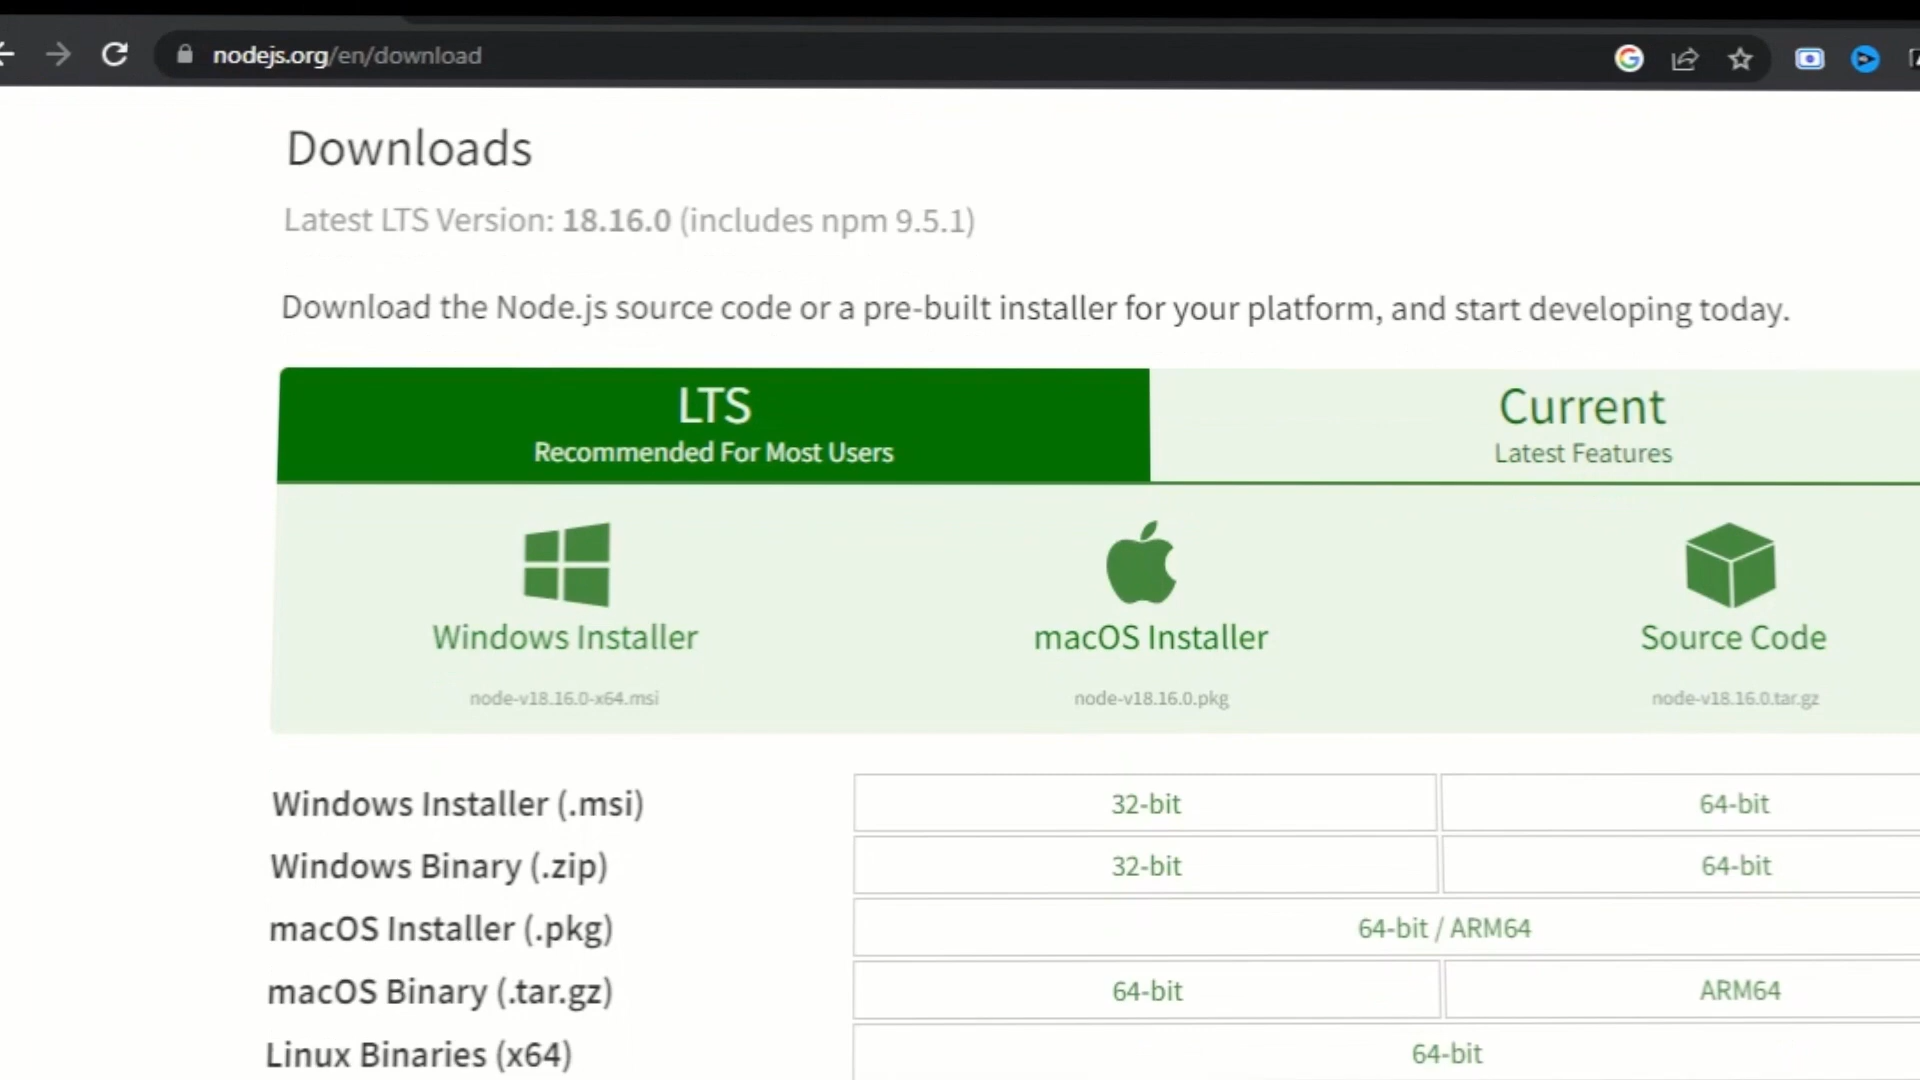 nodejs.org/en/download
Downloads
Latest LTS Version: 18.16.0 (includes npm 9.5.1)
Download the Node.js source code or a pre-built installer for your platform, and start developing today.
LTS
Recommended For Most Users
Current
Latest Features
Windows Installer
node-v18.16.0-x64.msi
macOS Installer
node-v18.16.0.pkg
Source Code
node-v18.16.0.tar.gz
Windows Installer (.msi) 32-bit 64-bit
Windows Binary (.zip) 32-bit 64-bit
macOS Installer (.pkg) 64-bit / ARM64
macOS Binary (.tar.gz) 64-bit ARM64
Linux Binaries (x64) 64-bit